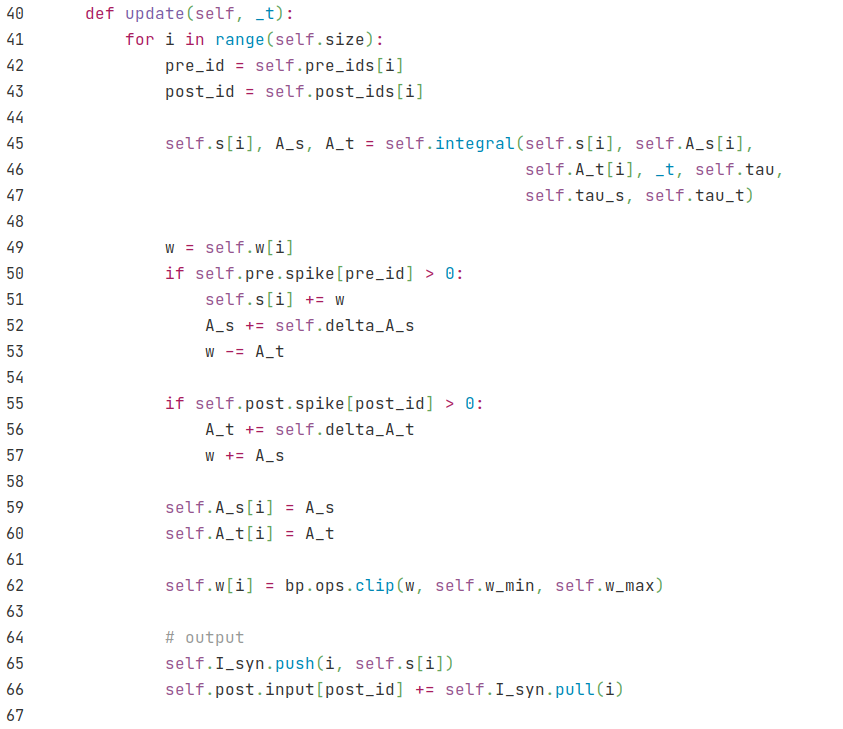 40 def update(self, _t):
41 for i in range(self.size):
42 pre_id = self.pre_ids[i]
43 post_id = self.post_ids[i]
44
45 self.s[i], A_s, A_t = self.integral(self.s[i], self.A_s[i],
46 self.A_t[i], _t, self.tau,
47 self.tau_s, self.tau_t)
48
49 w = self.w[i]
50 if self.pre.spike[pre_id] > 0:
51 self.s[i] += w
52 A_s += self.delta_A_s
53 w -= A_t
54
55 if self.post.spike[post_id] > 0:
56 A_t += self.delta_A_t
57 w += A_s
58
59 self.A_s[i] = A_s
60 self.A_t[i] = A_t
61
62 self.w[i] = bp.ops.clip(w, self.w_min, self.w_max)
63
64 # output
65 self.I_syn.push(i, self.s[i])
66 self.post.input[post_id] += self.I_syn.pull(i)
67